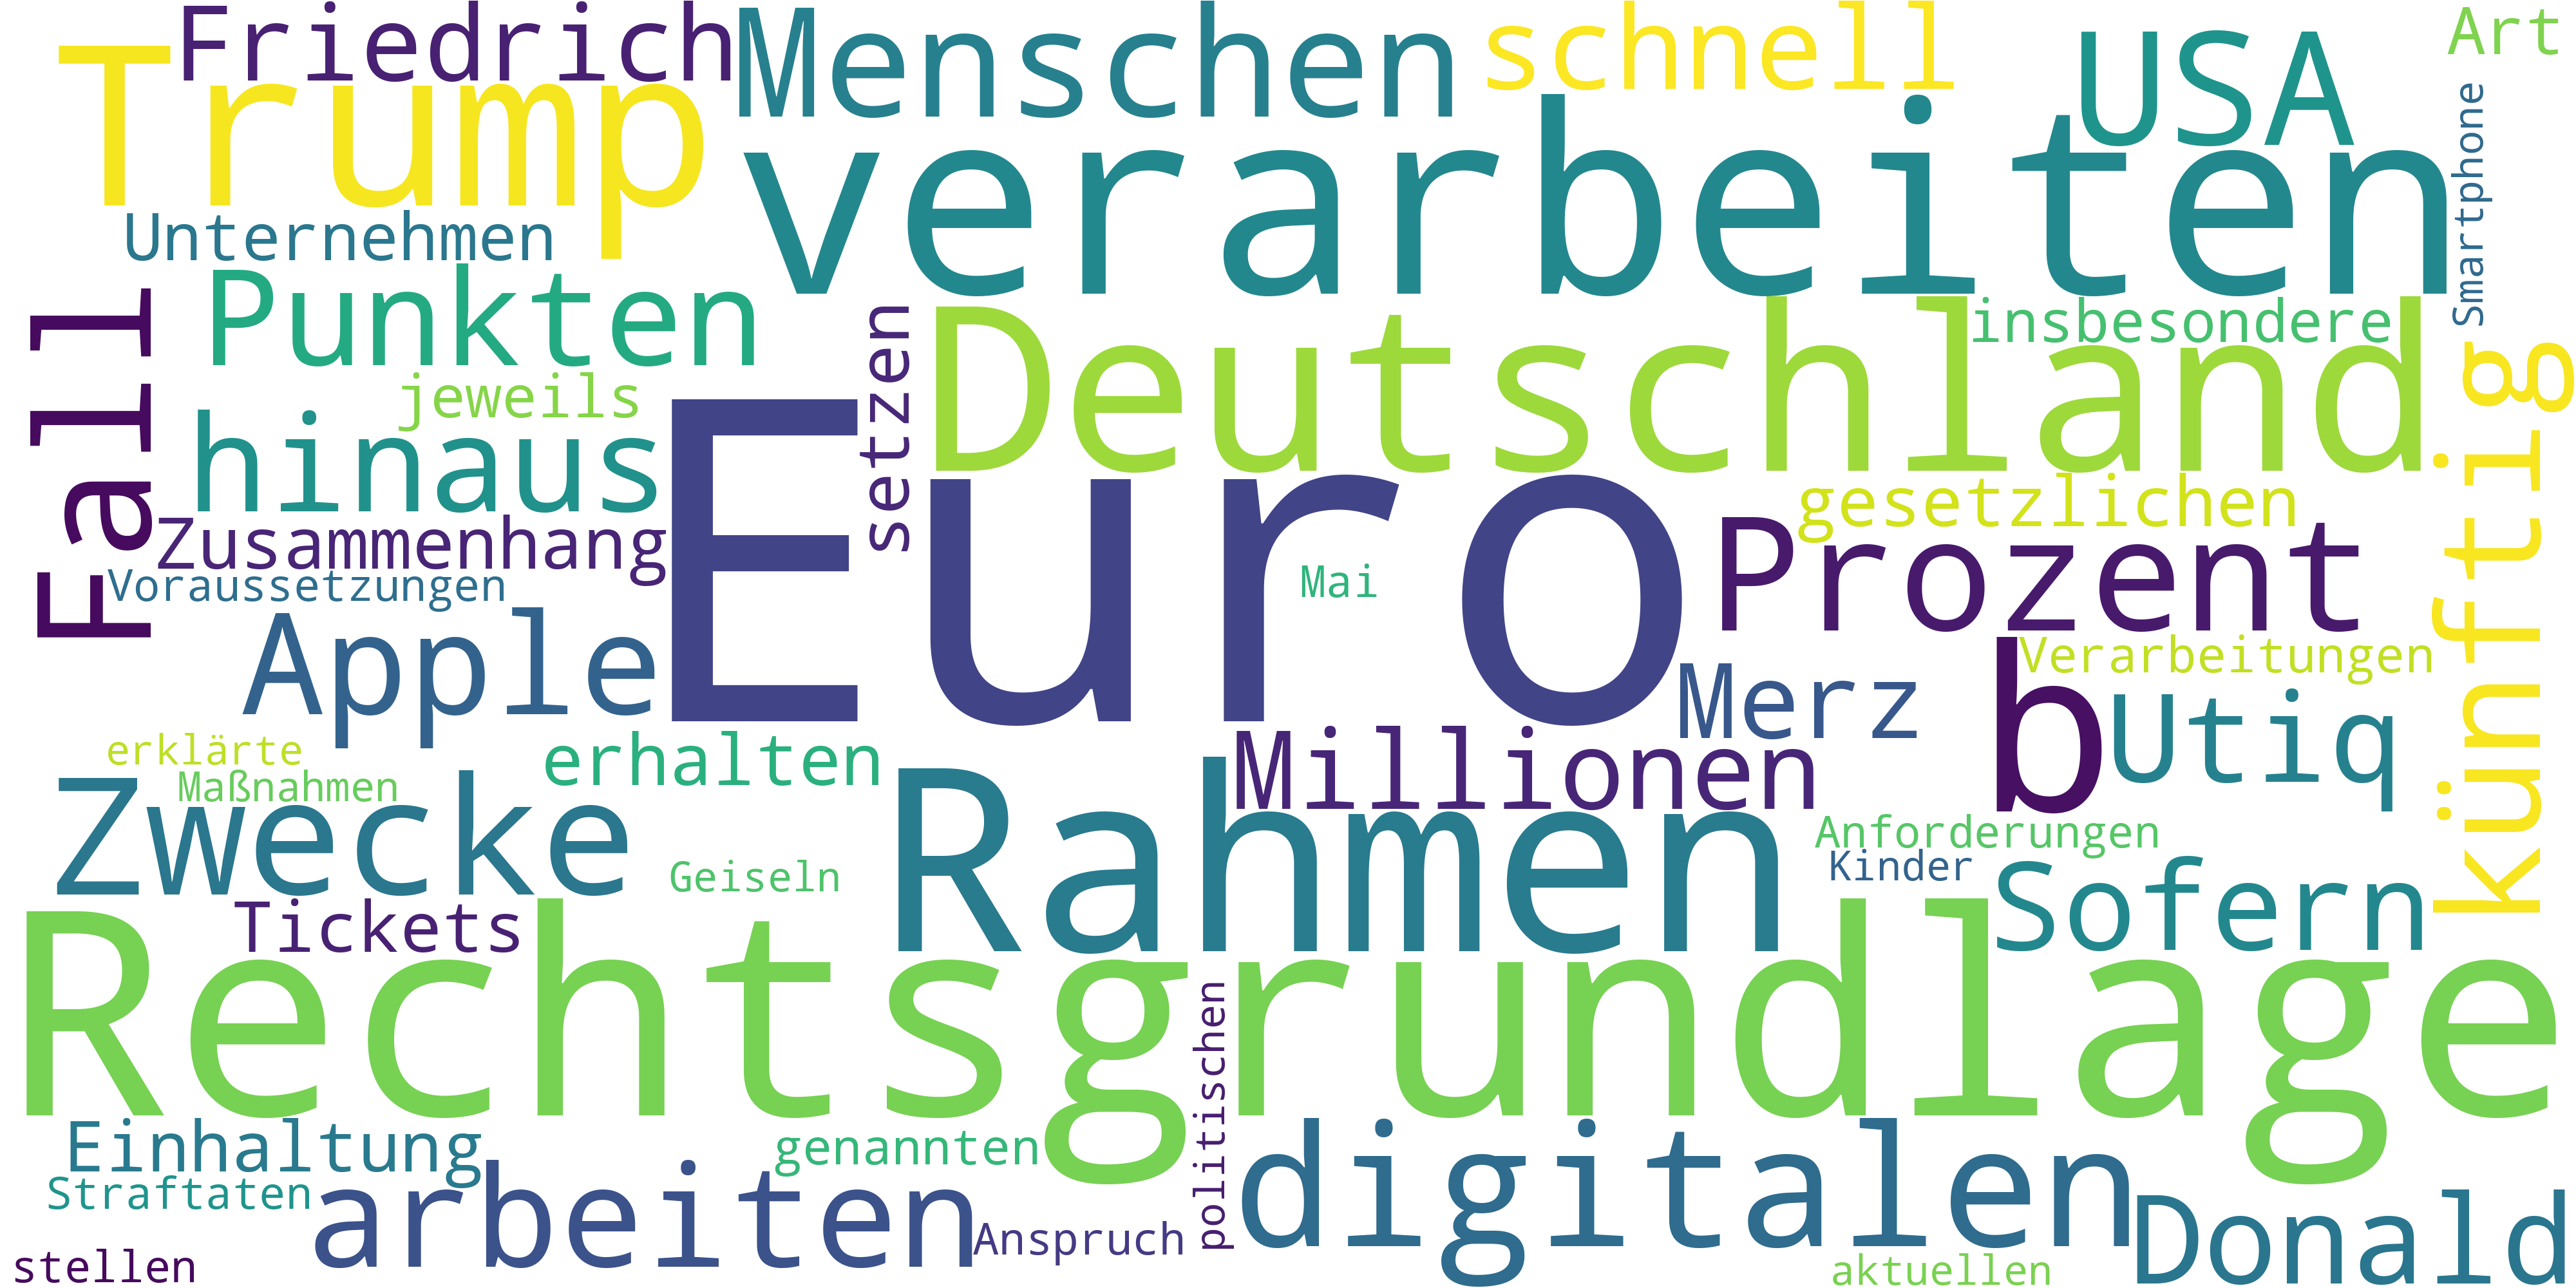 Friedrich
Menschen
schnell
USA
Art
Trump
verarbeiten
Smartphone
Unternehmen
Punkten
Fall
setzen
Deutschland
insbesondere
künftig
jeweils
hinaus
Euro
gesetzlichen
Zusammenhang
Prozent
Voraussetzungen
Mai
Apple
Verarbeitungen
Merz
b
Utiq
erklärte
erhalten
Millionen
Maßnahmen
Zwecke
Rahmen
Anforderungen
Geiseln
Kinder
Sofern
Tickets
Rechtsgrundlage
politischen
Einhaltung
genannten
digitalen
Straftaten
arbeiten
Anspruch
Donald
stellen
aktuellen